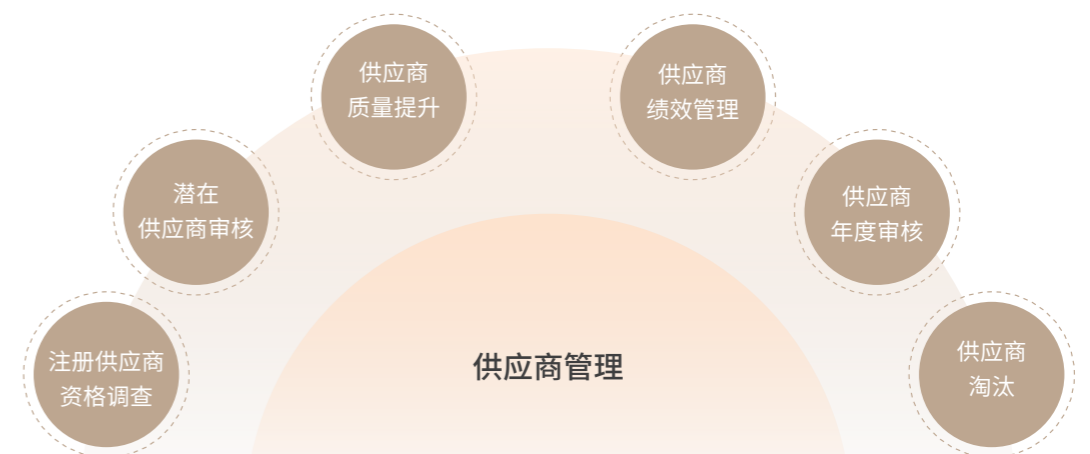 供应商
质量提升
供应商
绩效管理
潜在
供应商审核
供应商
年度审核
注册供应商
资格调查
供应商管理
供应商
淘汰